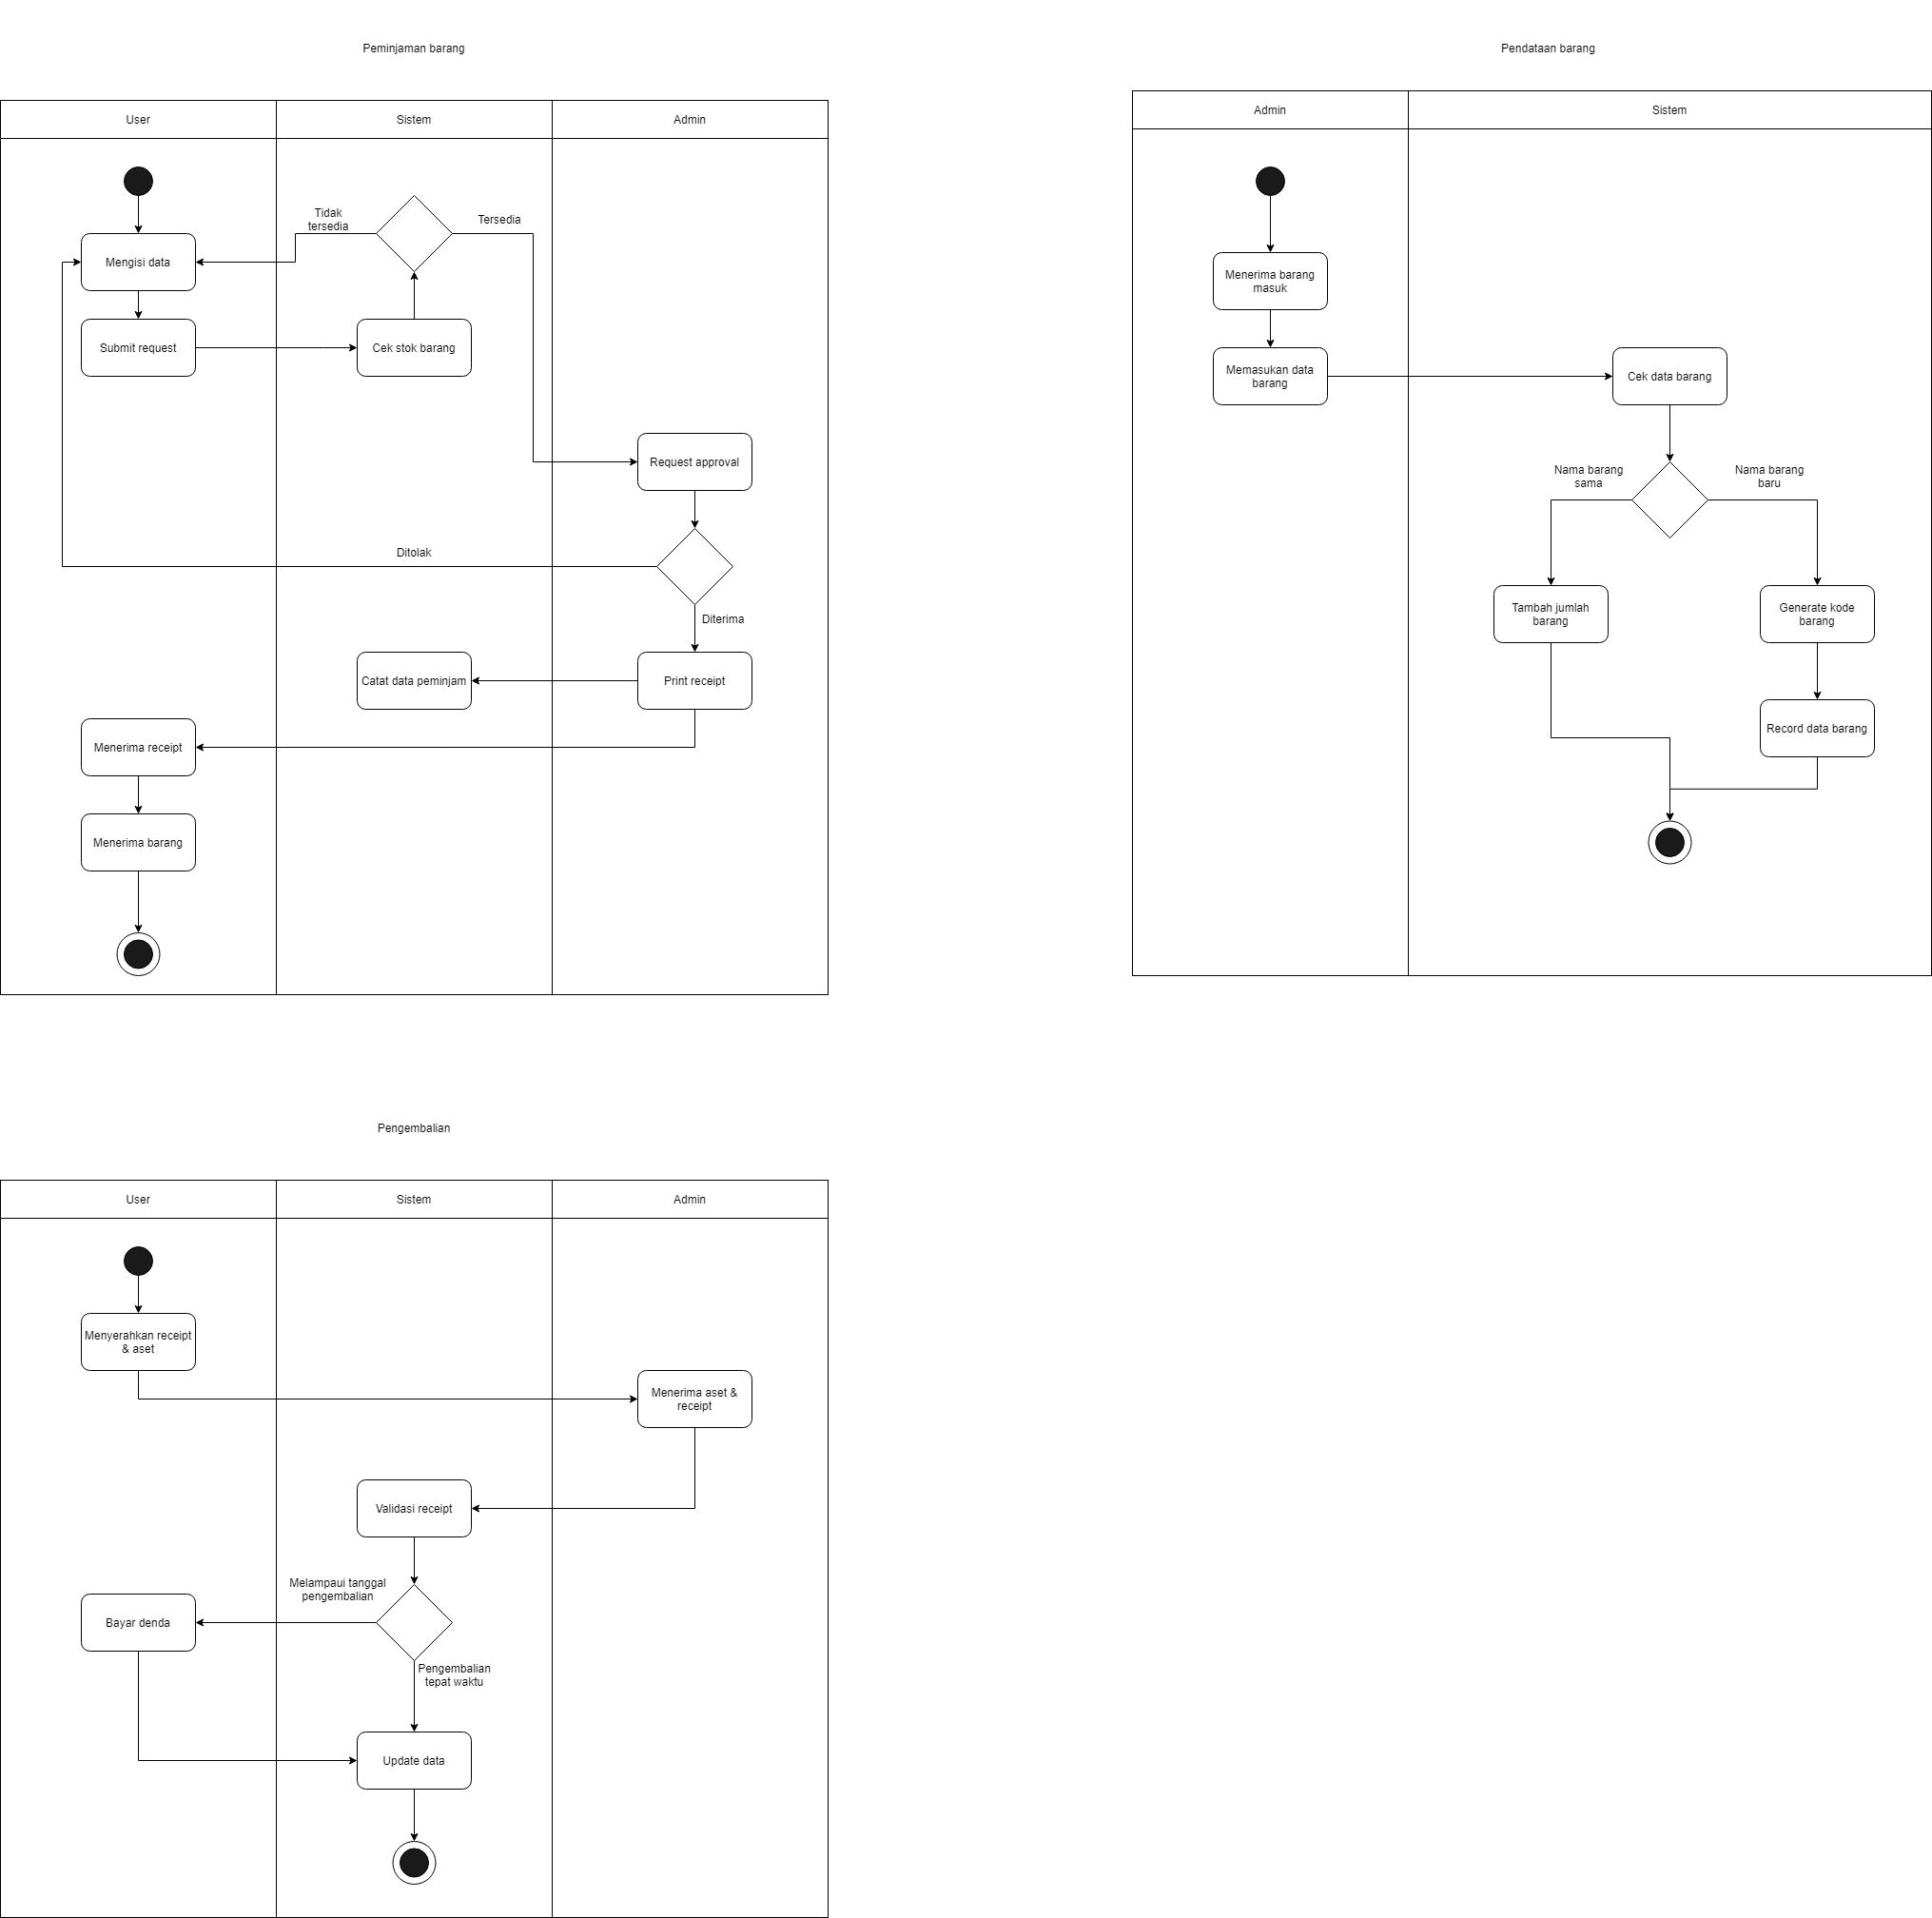 Peminjaman barang
User
Sistem
Admin
Tidak
tersedia
Tersedia
Mengisi data
Submit request
Cek stok barang
Request approval
Ditolak
Diterima
Catat data peminjam
Print receipt
Menerima receipt
Menerima barang
Pendataan barang
Admin
Sistem
Menerima barang
masuk
Memasukan data
barang
Cek data barang
Nama barang
sama
Nama barang
baru
Tambah jumlah
barang
Generate kode
barang
Record data barang
Pengembalian
User
Sistem
Admin
Menyerahkan receipt
& aset
Menerima aset &
receipt
Validasi receipt
Melampaui tanggal
pengembalian
Bayar denda
Pengembalian
tepat waktu
Update data